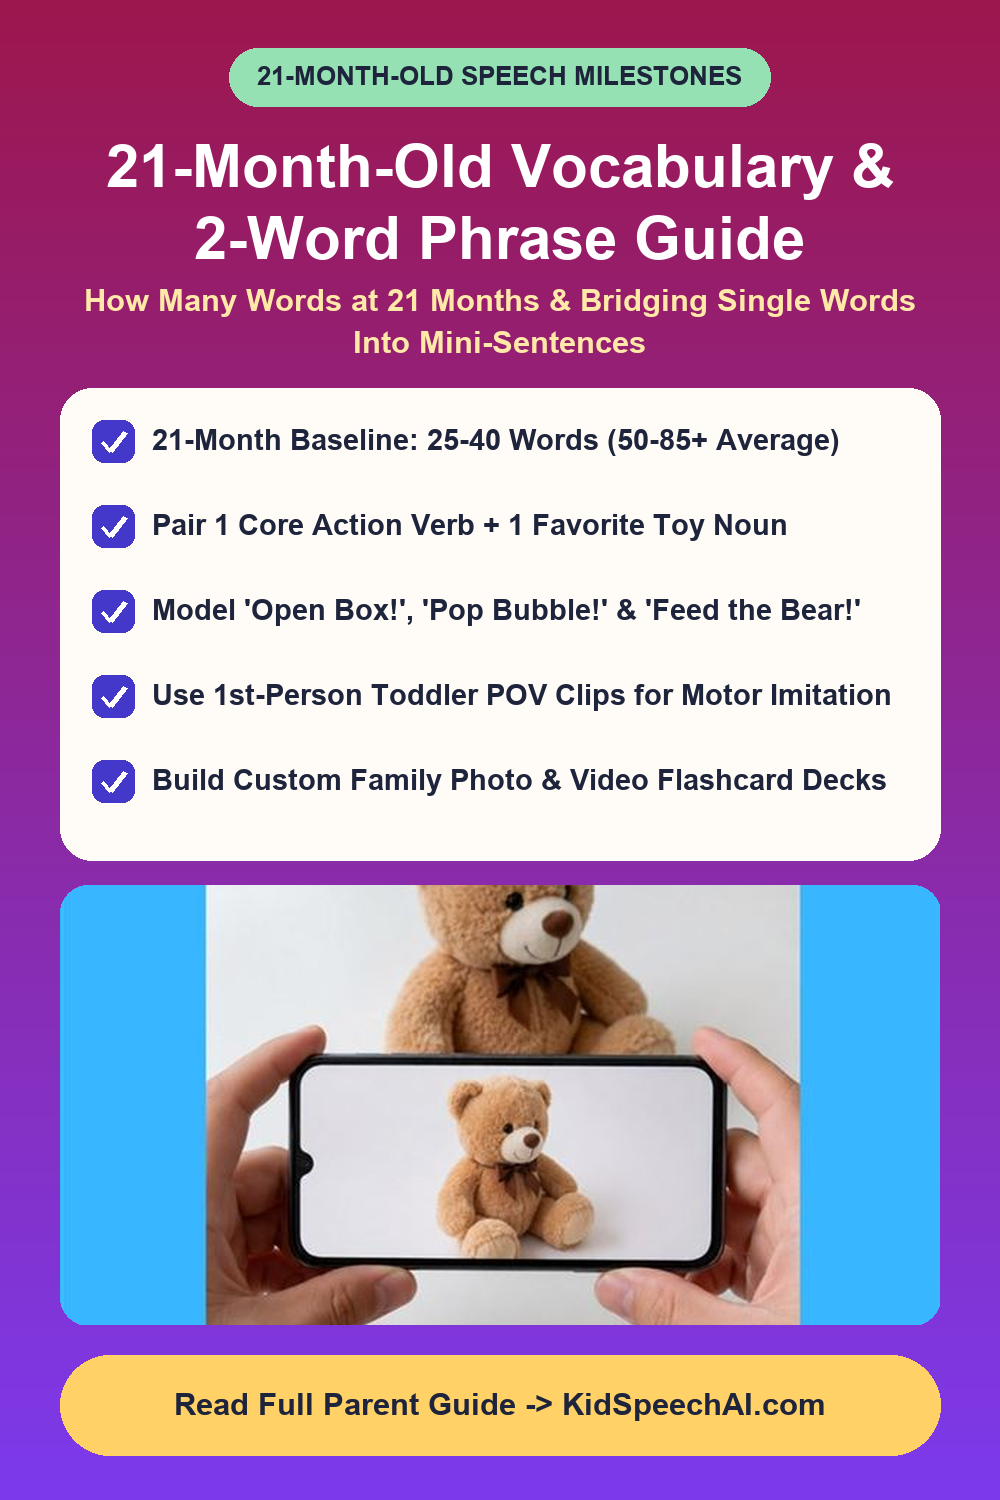 21-MONTH-OLD SPEECH MILESTONES
21-Month-Old Vocabulary &
2-Word Phrase Guide
How Many Words at 21 Months & Bridging Single Words
Into Mini-Sentences
21-Month Baseline: 25-40 Words (50-85+ Average)
Pair 1 Core Action Verb + 1 Favorite Toy Noun
Model 'Open Box!', 'Pop Bubble!' & 'Feed the Bear!'
Use 1st-Person Toddler POV Clips for Motor Imitation
Build Custom Family Photo & Video Flashcard Decks
Read Full Parent Guide -> KidSpeechAI.com